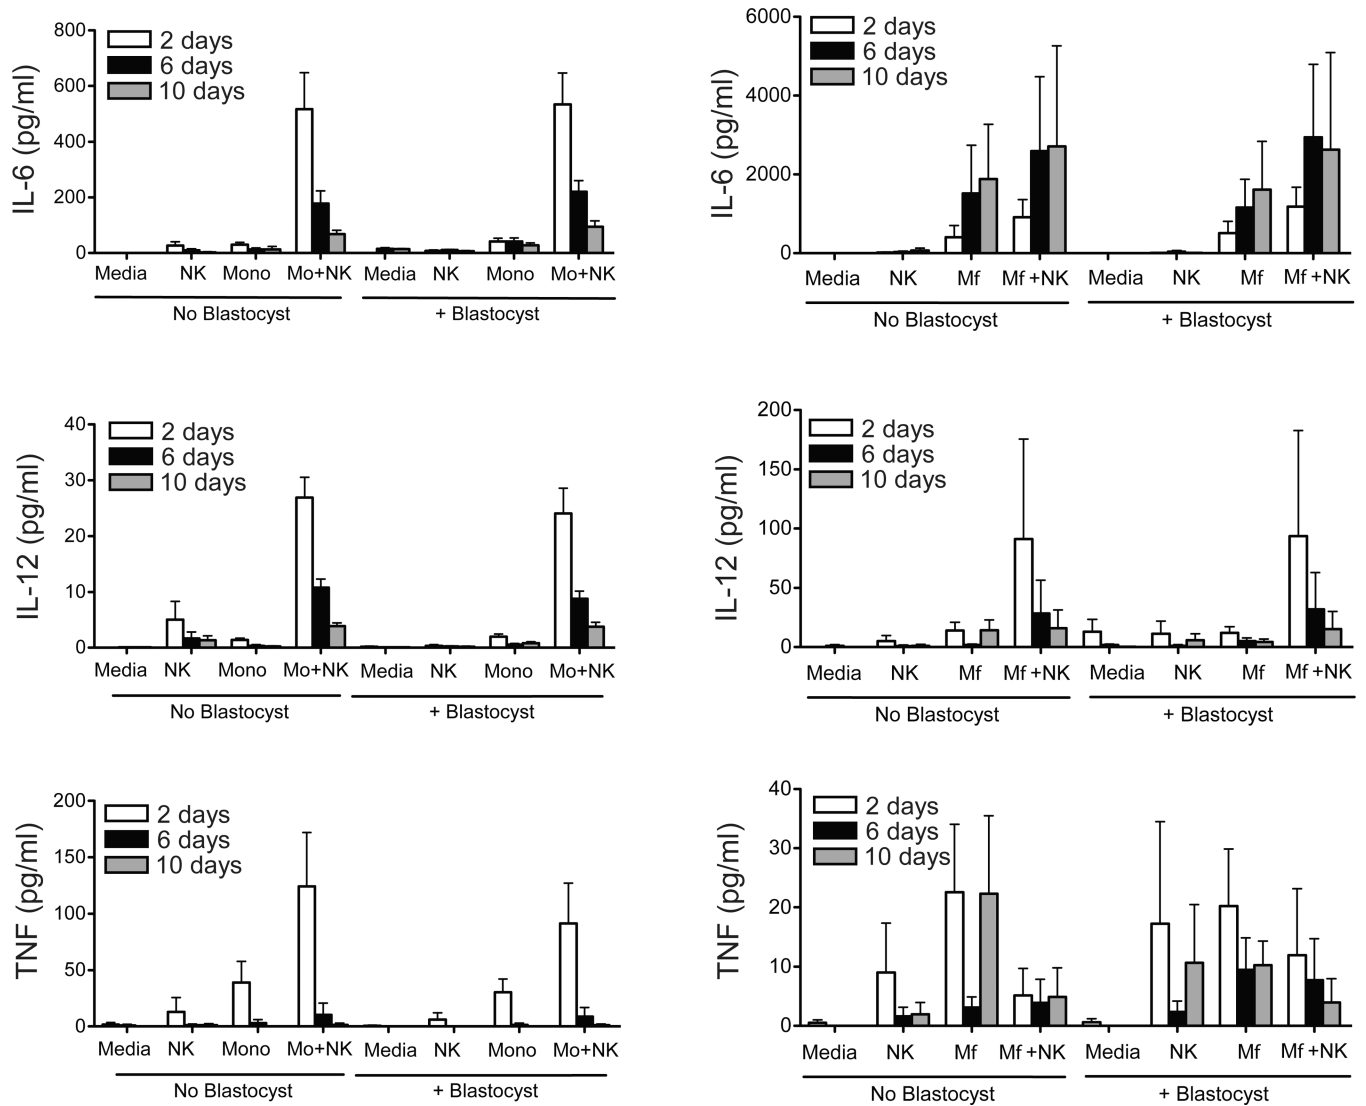 IL-6 (pg/ml)
800
600
400
200
0
2 days
6 days
10 days
Media NK Mono Mo+NK Media NK Mono Mo+NK
No Blastocyst + Blastocyst
IL-6 (pg/ml)
6000
4000
2000
0
2 days
6 days
10 days
Media NK Mf Mf +NK Media NK Mf Mf +NK
No Blastocyst + Blastocyst
IL-12 (pg/ml)
40
30
20
10
0
2 days
6 days
10 days
Media NK Mono Mo+NK Media NK Mono Mo+NK
No Blastocyst + Blastocyst
IL-12 (pg/ml)
200
150
100
50
0
2 days
6 days
10 days
Media NK Mf Mf +NK Media NK Mf Mf +NK
No Blastocyst + Blastocyst
TNF (pg/ml)
200
150
100
50
0
2 days
6 days
10 days
Media NK Mono Mo+NK Media NK Mono Mo+NK
No Blastocyst + Blastocyst
TNF (pg/ml)
40
30
20
10
0
2 days
6 days
10 days
Media NK Mf Mf +NK Media NK Mf Mf +NK
No Blastocyst + Blastocyst